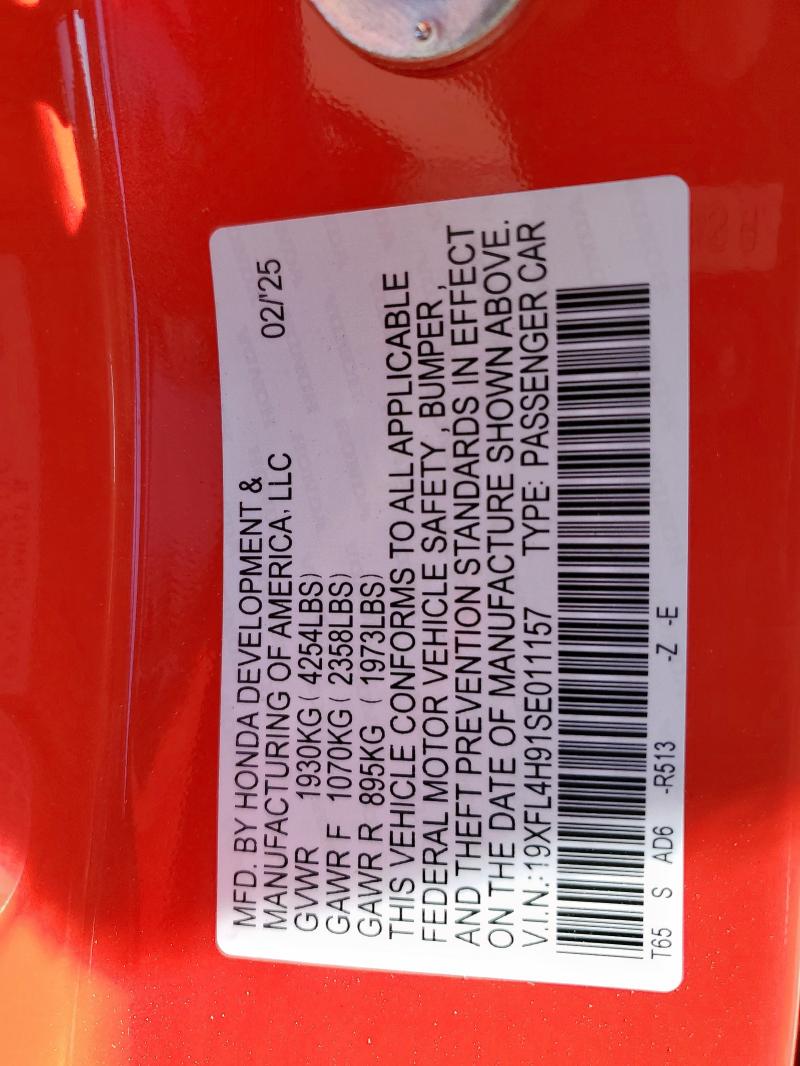 MFD. BY HONDA DEVELOPMENT &
MANUFACTURING OF AMERICA, LLC 02/'25
GVWR 1930KG ( 4254LBS)
GAWR F 1070KG ( 2358LBS)
GAWR R 895KG ( 1973LBS)
THIS VEHICLE CONFORMS TO ALL APPLICABLE
FEDERAL MOTOR VEHICLE SAFETY , BUMPER ,
AND THEFT PREVENTION STANDARDS IN EFFECT
ON THE DATE OF MANUFACTURE SHOWN ABOVE.
V.I.N.: 19XFL4H91SE011157 TYPE: PASSENGER CAR
T65 S AD6 -R513 -Z -E